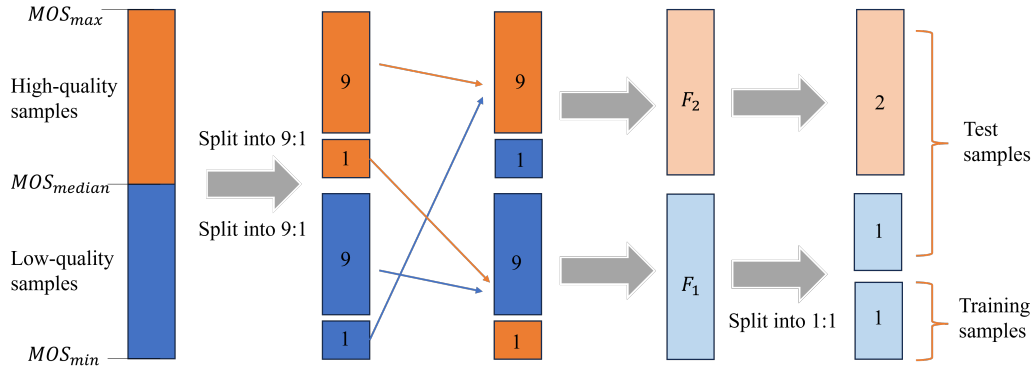 MOS_max
High-quality
samples
MOS_median
Low-quality
samples
MOS_min
Split into 9:1
Split into 9:1
9
1
9
1
9
1
9
1
F_2
F_1
Split into 1:1
2
1
1
Test
samples
Training
samples